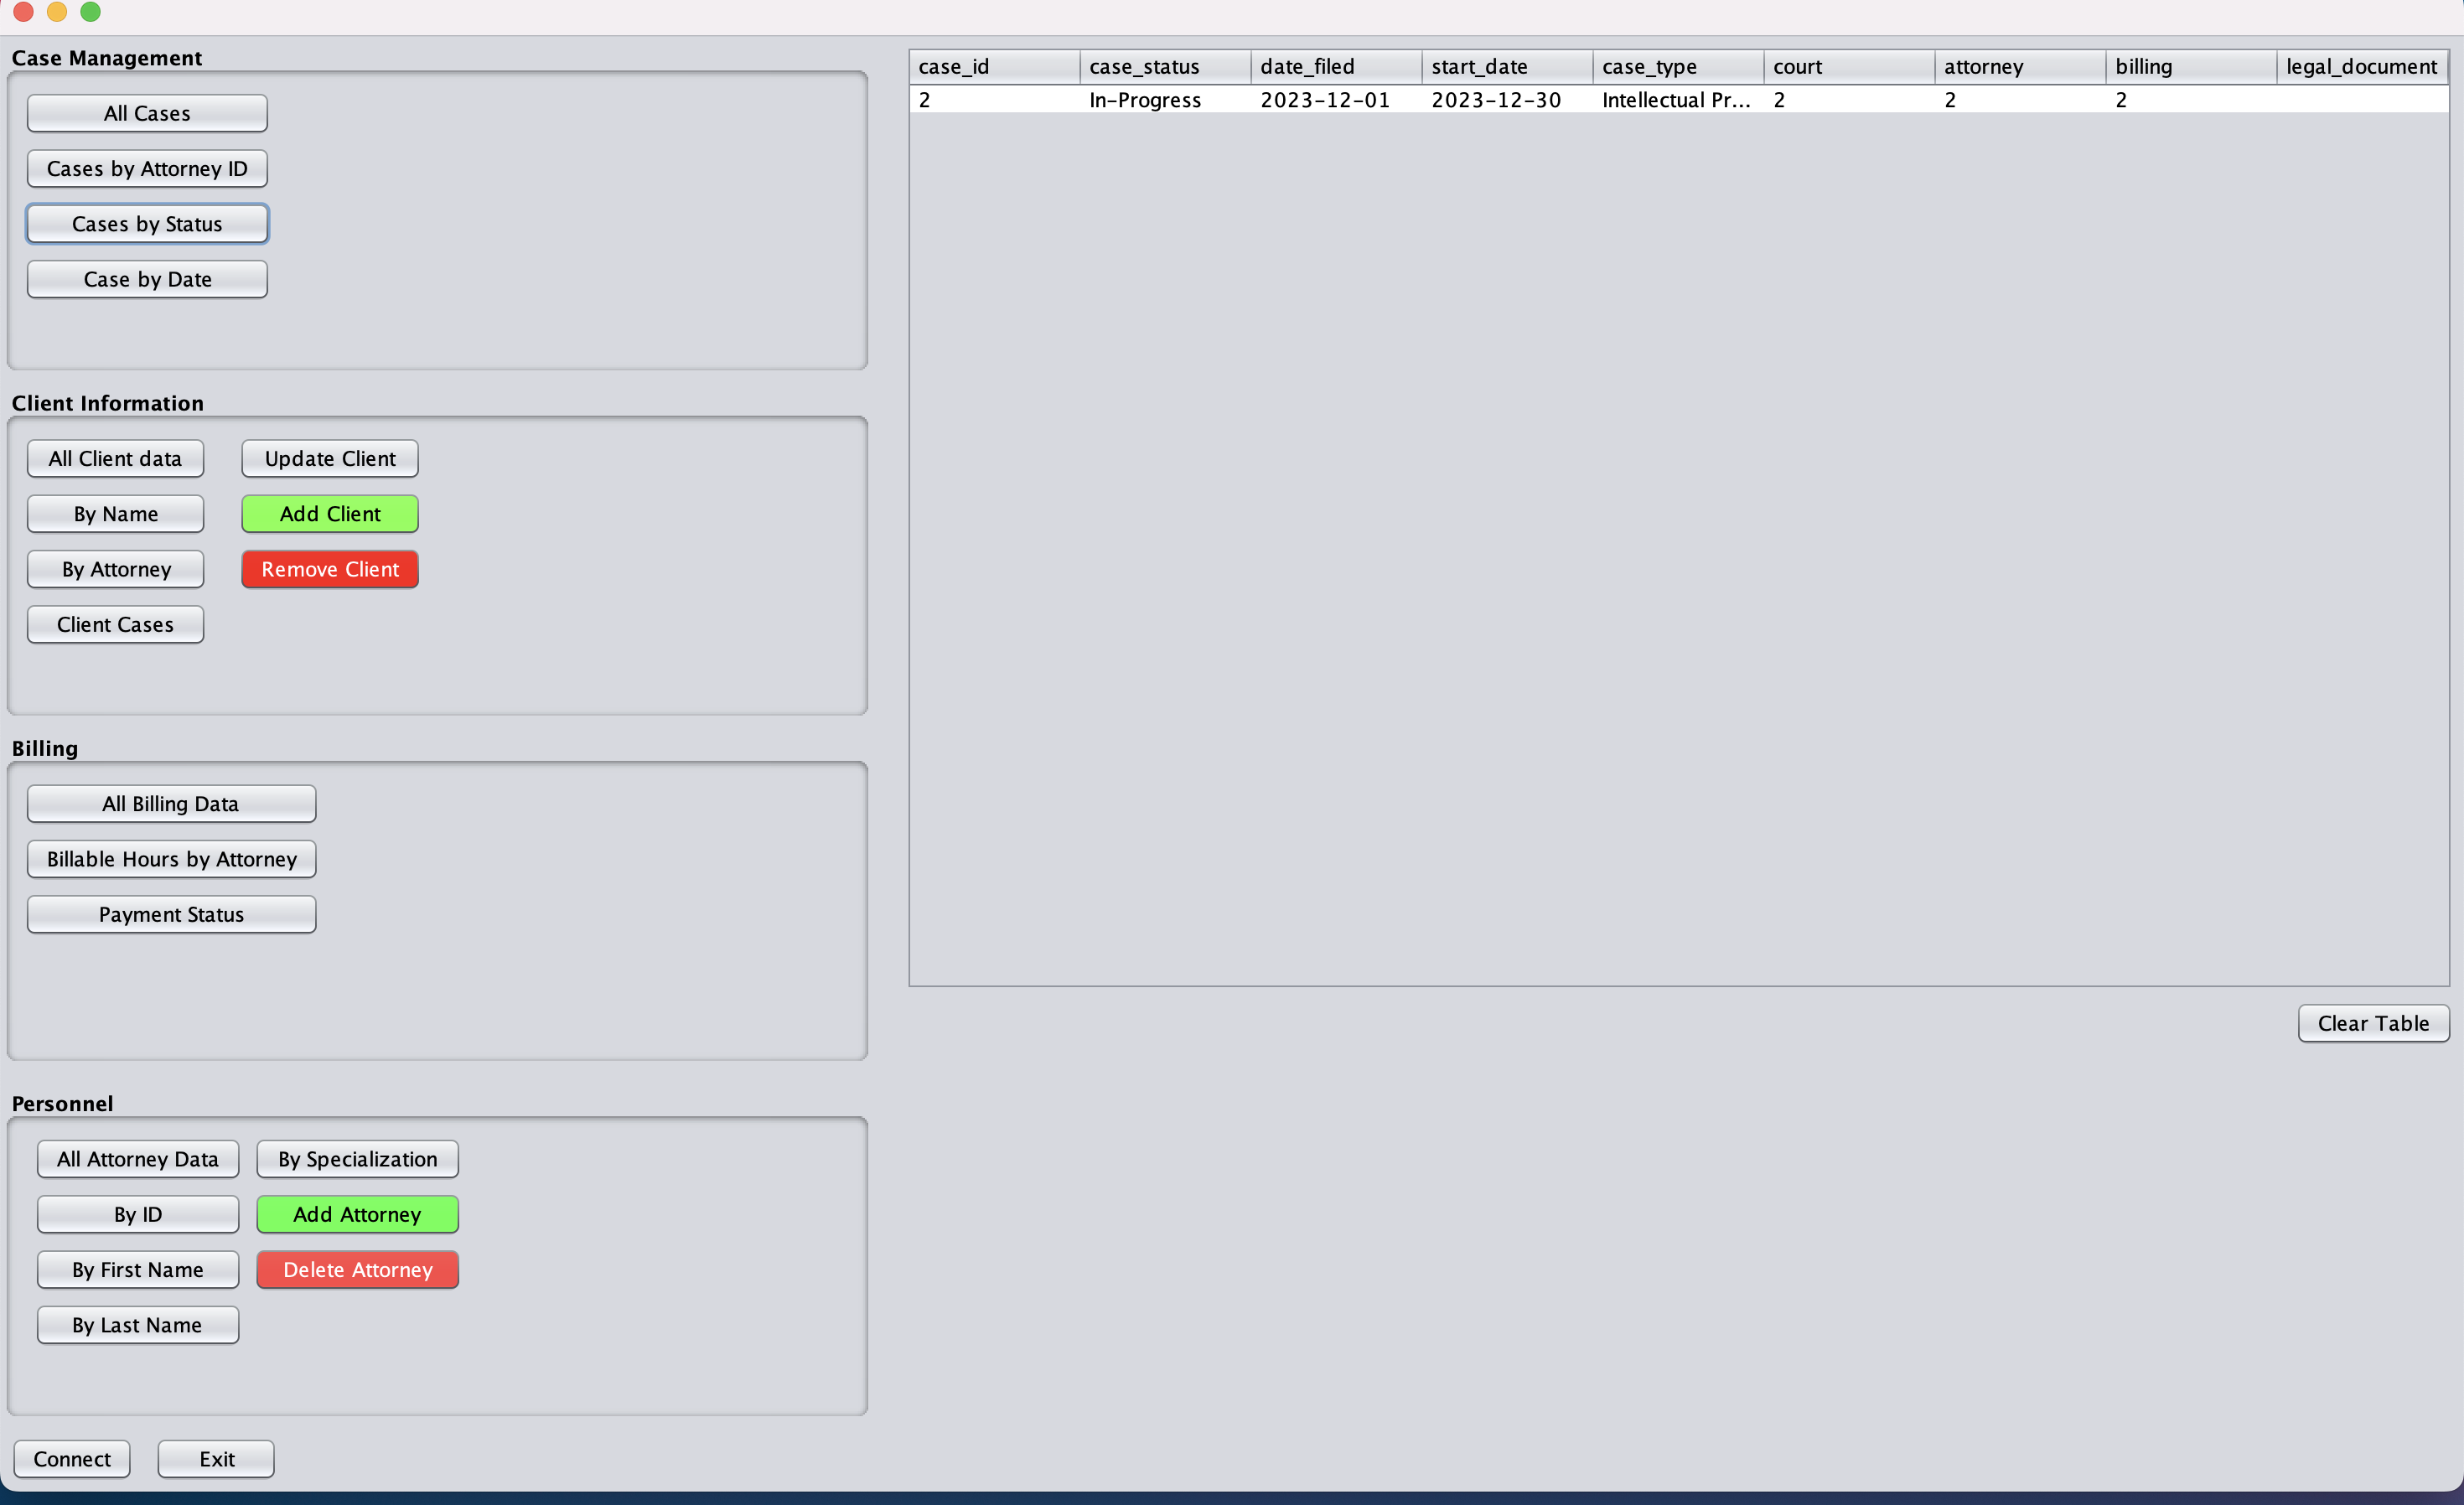 Case Management
All Cases
Cases by Attorney ID
Cases by Status
Case by Date
Client Information
All Client data
Update Client
By Name
Add Client
By Attorney
Remove Client
Client Cases
Billing
All Billing Data
Billable Hours by Attorney
Payment Status
Personnel
All Attorney Data
By Specialization
By ID
Add Attorney
By First Name
Delete Attorney
By Last Name
Connect
Exit
case_id case_status date_filed start_date case_type court attorney billing legal_document
2 In-Progress 2023-12-01 2023-12-30 Intellectual Pr... 2 2 2
Clear Table